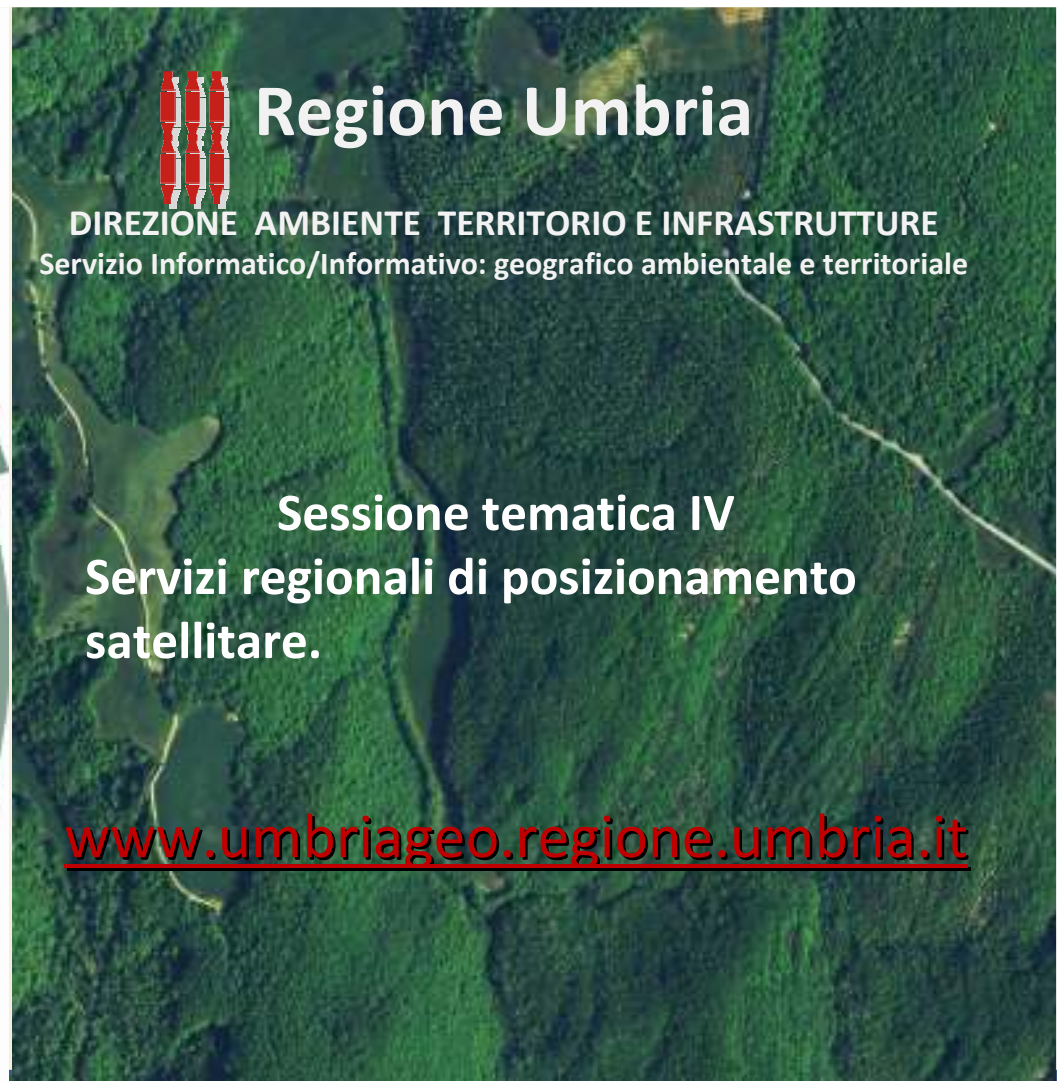 Regione Umbria
DIREZIONE AMBIENTE TERRITORIO E INFRASTRUTTURE
Servizio Informatico/Informativo: geografico ambientale e territoriale
Sessione tematica IV
Servizi regionali di posizionamento
satellitare.
www.umbriageo.regione.umbria.it